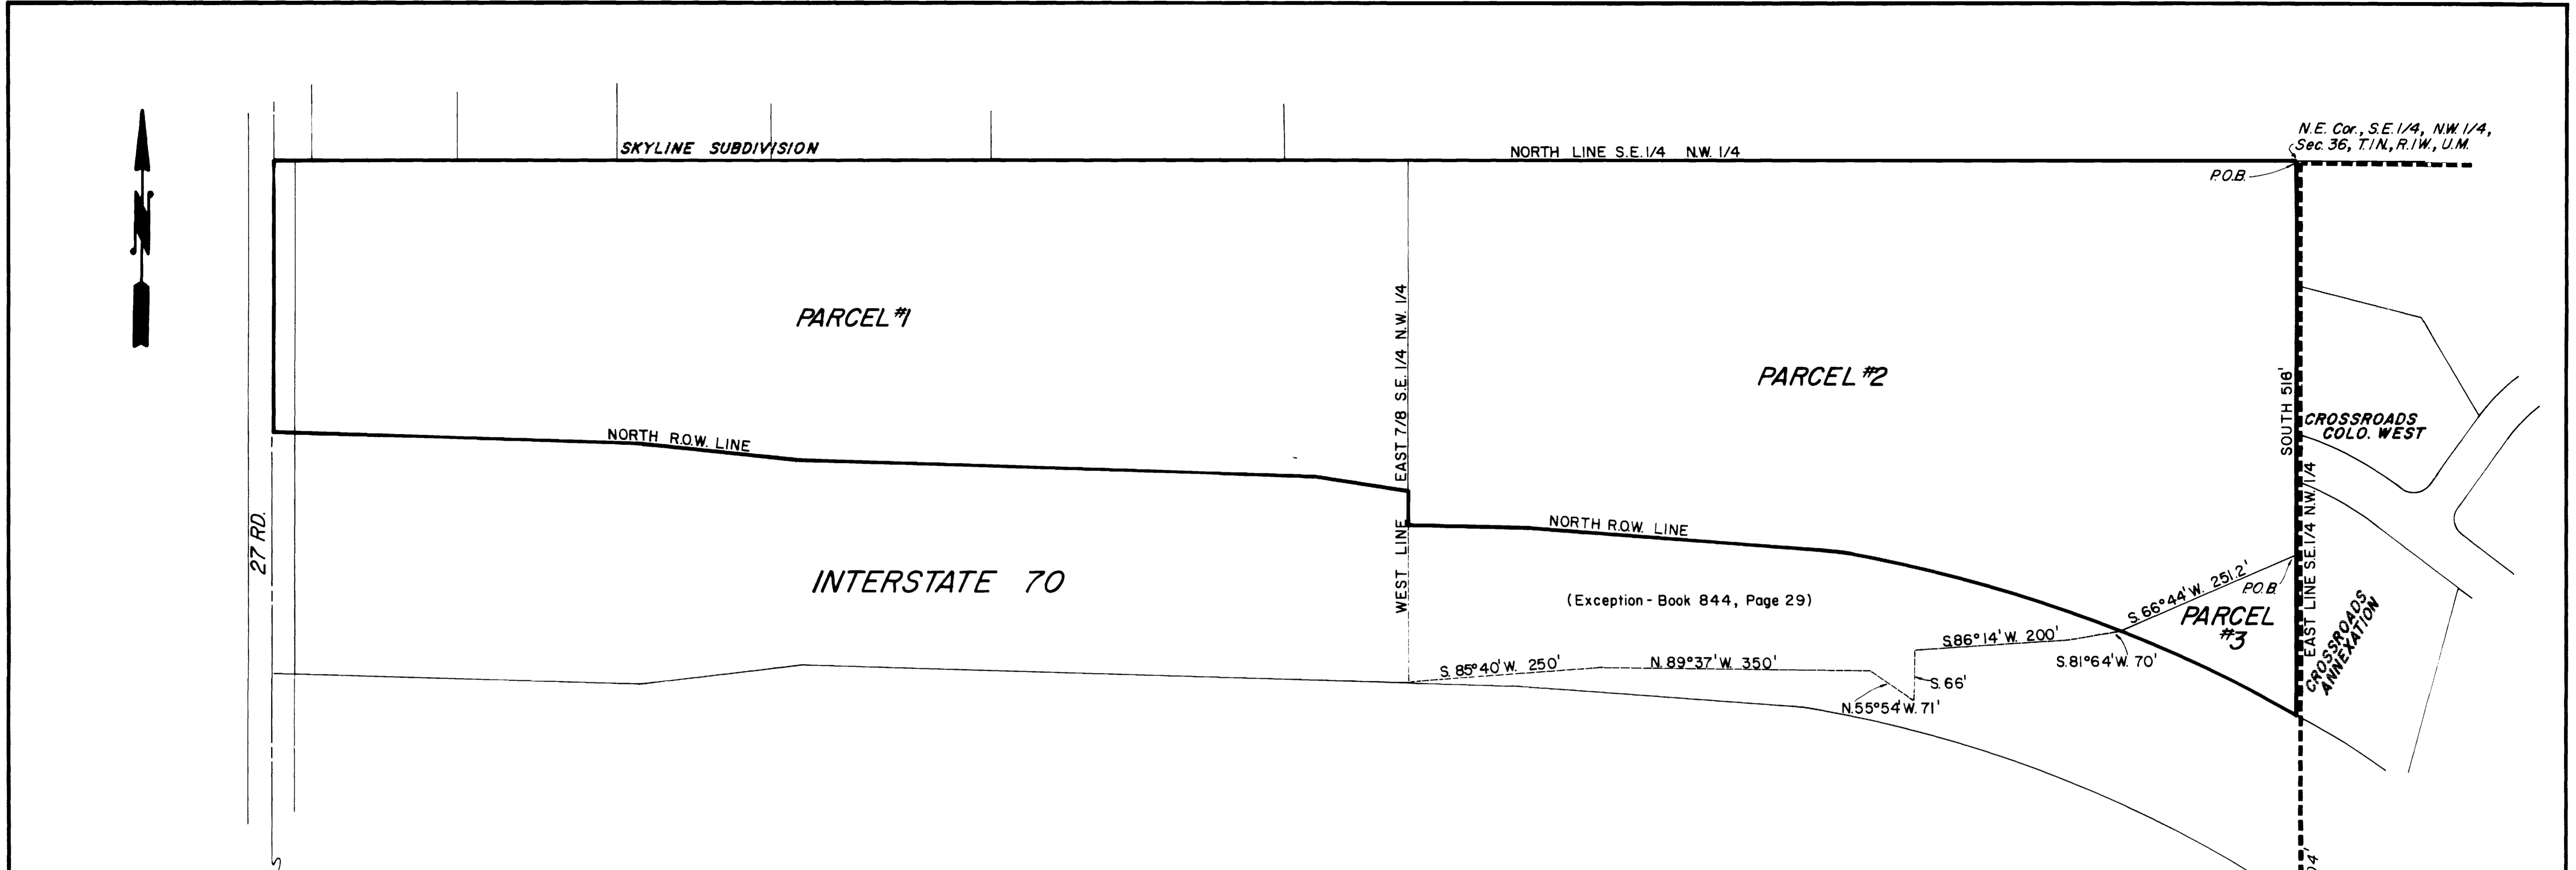 N.E. Cor., S.E. 1/4, N.W. 1/4,
Sec. 36, T.1N., R.1W., U.M.
SKYLINE SUBDIVISION
NORTH LINE S.E. 1/4 N.W. 1/4
P.O.B.
N
PARCEL #1
PARCEL #2
WEST LINE EAST 7/8 S.E. 1/4 N.W. 1/4
SOUTH 516'
CROSSROADS
COLO. WEST
NORTH R.O.W. LINE
NORTH R.O.W. LINE
27 RD.
INTERSTATE 70
(Exception - Book 844, Page 29)
S. 66°44' W. 251.2'
P.O.B.
PARCEL
#3
EAST LINE S.E. 1/4 N.W. 1/4
CROSSROADS
ANNEXATION
S. 85°40' W. 250'
N. 89°37' W. 350'
S.86°14' W. 200'
S.81°64' W. 70'
S. 66'
N.55°54' W. 71'